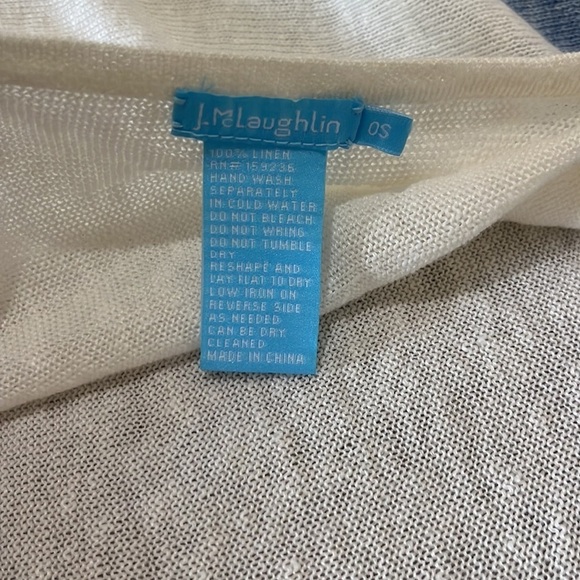 J.McLaughlin
OS
100% LINEN
RN# 159236
HAND WASH
SEPARATELY
IN COLD WATER
DO NOT BLEACH
DO NOT WRING
DO NOT TUMBLE
DRY
RESHAPE AND
LAY FLAT TO DRY
LOW IRON ON
REVERSE SIDE
AS NEEDED
CAN BE DRY
CLEANED
MADE IN CHINA